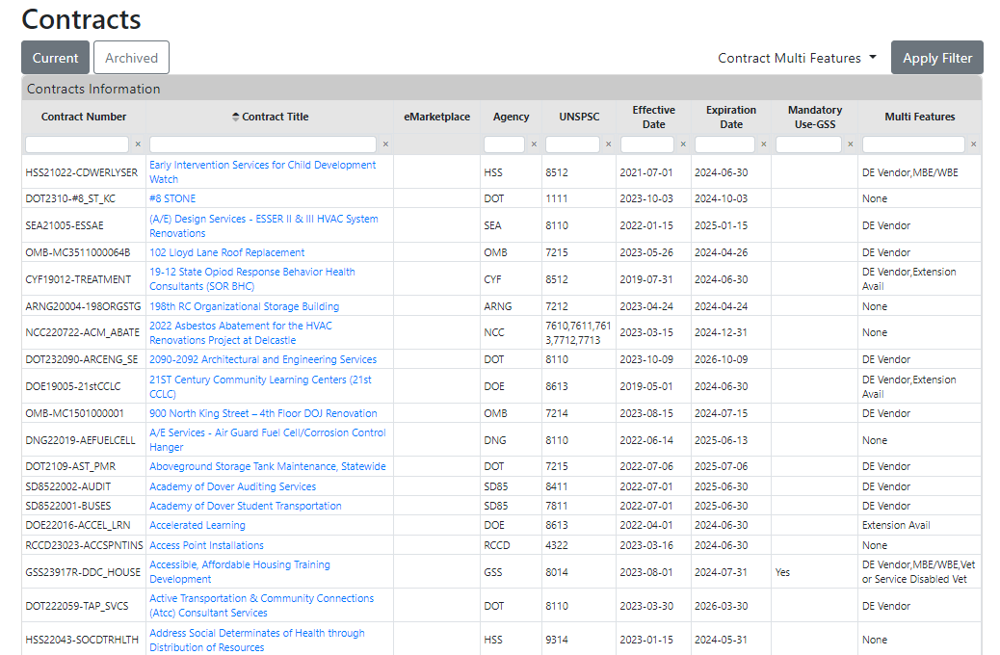 Contracts
Current Archived Contract Multi Features Apply Filter
Contracts Information
Contract Number Contract Title eMarketplace Agency UNSPSC Effective Date Expiration Date Mandatory Use-GSS Multi Features
× × × × × × × ×
HSS21022-CDWERLYSER Early Intervention Services for Child Development Watch HSS 8512 2021-07-01 2024-06-30 DE Vendor,MBE/WBE
DOT2310-#8_ST_KC #8 STONE DOT 1111 2023-10-03 2024-10-03 None
SEA21005-ESSAE (A/E) Design Services - ESSER II & III HVAC System Renovations SEA 8110 2022-01-15 2025-01-15 DE Vendor
OMB-MC3511000064B 102 Lloyd Lane Roof Replacement OMB 7215 2023-05-26 2024-04-26 DE Vendor
CYF19012-TREATMENT 19-12 State Opiod Response Behavior Health Consultants (SOR BHC) CYF 8512 2019-07-31 2024-06-30 DE Vendor,Extension Avail
ARNG20004-198ORGSTG 198th RC Organizational Storage Building ARNG 7212 2023-04-24 2024-04-24 None
NCC220722-ACM_ABATE 2022 Asbestos Abatement for the HVAC Renovations Project at Delcastle NCC 7610,7611,7613,7712,7713 2023-03-15 2024-12-31 None
DOT232090-ARCENG_SE 2090-2092 Architectural and Engineering Services DOT 8110 2023-10-09 2026-10-09 DE Vendor
DOE19005-21stCCLC 21ST Century Community Learning Centers (21st CCLC) DOE 8613 2019-05-01 2024-06-30 DE Vendor,Extension Avail
OMB-MC1501000001 900 North King Street – 4th Floor DOJ Renovation OMB 7214 2023-08-15 2024-07-15 DE Vendor
DNG22019-AEFUELCELL A/E Services - Air Guard Fuel Cell/Corrosion Control Hanger DNG 8110 2022-06-14 2025-06-13 None
DOT2109-AST_PMR Aboveground Storage Tank Maintenance, Statewide DOT 7215 2022-07-06 2025-07-06 DE Vendor
SD8522002-AUDIT Academy of Dover Auditing Services SD85 8411 2022-07-01 2025-06-30 DE Vendor
SD8522001-BUSES Academy of Dover Student Transportation SD85 7811 2022-07-01 2025-06-30 DE Vendor
DOE22016-ACCEL_LRN Accelerated Learning DOE 8613 2022-04-01 2024-06-30 Extension Avail
RCCD23023-ACCSPNTINS Access Point Installations RCCD 4322 2023-03-16 2024-06-30 None
GSS23917R-DDC_HOUSE Accessible, Affordable Housing Training Development GSS 8014 2023-08-01 2024-07-31 Yes DE Vendor,MBE/WBE,Vet or Service Disabled Vet
DOT222059-TAP_SVCS Active Transportation & Community Connections (Atcc) Consultant Services DOT 8110 2023-03-30 2026-03-30 DE Vendor
HSS22043-SOCDTRHLTH Address Social Determinates of Health through Distribution of Resources HSS 9314 2023-01-15 2024-05-31 None